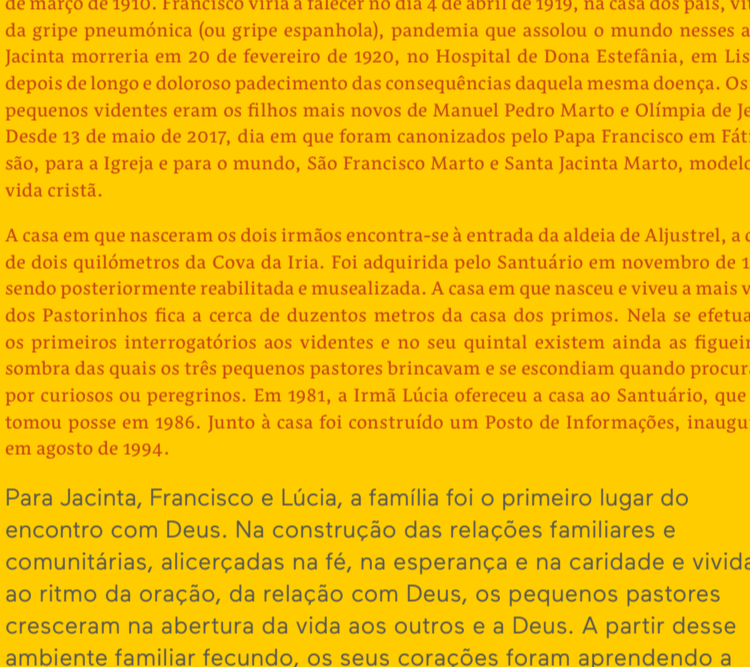 de março de 1910. Francisco viria a falecer no dia 4 de abril de 1919, na casa dos pais,
da gripe pneumónica (ou gripe espanhola), pandemia que assolou o mundo nesses
Jacinta morreria em 20 de fevereiro de 1920, no Hospital de Dona Estefânia, em
depois de longo e doloroso padecimento das consequências daquela mesma doença. Os
pequenos videntes eram os filhos mais novos de Manuel Pedro Marto e Olímpia de
Desde 13 de maio de 2017, dia em que foram canonizados pelo Papa Francisco em
são, para a Igreja e para o mundo, São Francisco Marto e Santa Jacinta Marto,
vida cristã.
A casa em que nasceram os dois irmãos encontra-se à entrada da aldeia de Aljustrel, a
de dois quilómetros da Cova da Iria. Foi adquirida pelo Santuário em novembro de
sendo posteriormente reabilitada e musealizada. A casa em que nasceu e viveu a mais
dos Pastorinhos fica a cerca de duzentos metros da casa dos primos. Nela se
os primeiros interrogatórios aos videntes e no seu quintal existem ainda as
sombra das quais os três pequenos pastores brincavam e se escondiam quando
por curiosos ou peregrinos. Em 1981, a Irmã Lúcia ofereceu a casa ao Santuário, que
tomou posse em 1986. Junto à casa foi construído um Posto de Informações,
em agosto de 1994.
Para Jacinta, Francisco e Lúcia, a família foi o primeiro lugar do
encontro com Deus. Na construção das relações familiares e
comunitárias, alicerçadas na fé, na esperança e na caridade e
ao ritmo da oração, da relação com Deus, os pequenos pastores
cresceram na abertura da vida aos outros e a Deus. A partir desse
ambiente familiar fecundo, os seus corações foram aprendendo a